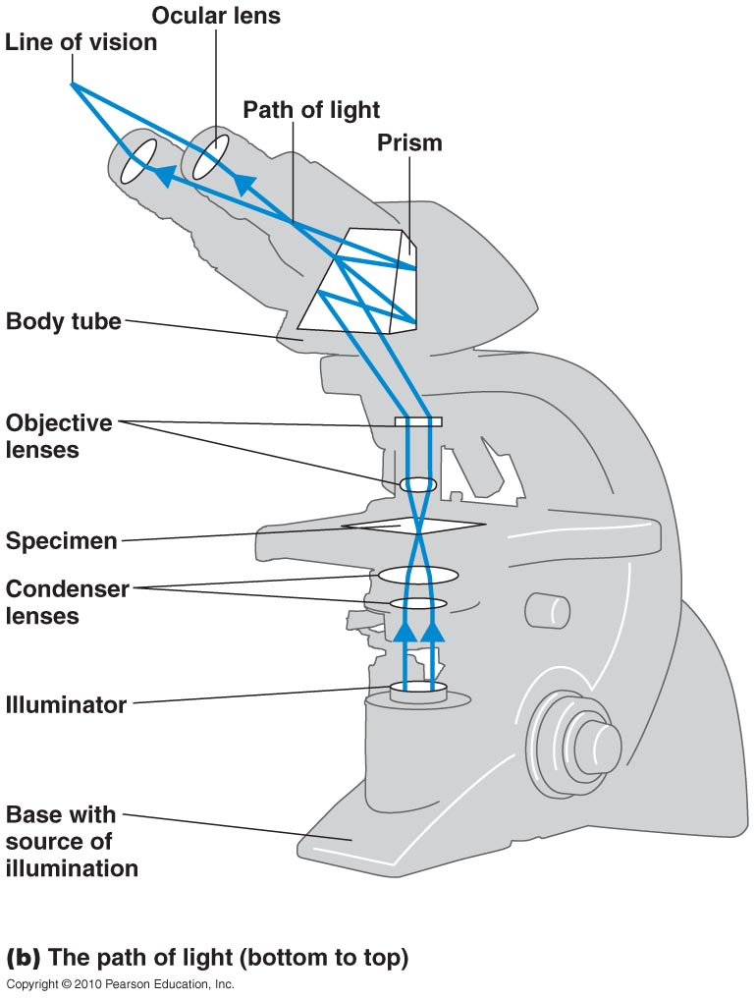 Ocular lens
Line of vision
Path of light
Prism
Body tube
Objective
lenses
Specimen
Condenser
lenses
Illuminator
Base with
source of
illumination
(b) The path of light (bottom to top)
Copyright © 2010 Pearson Education, Inc.